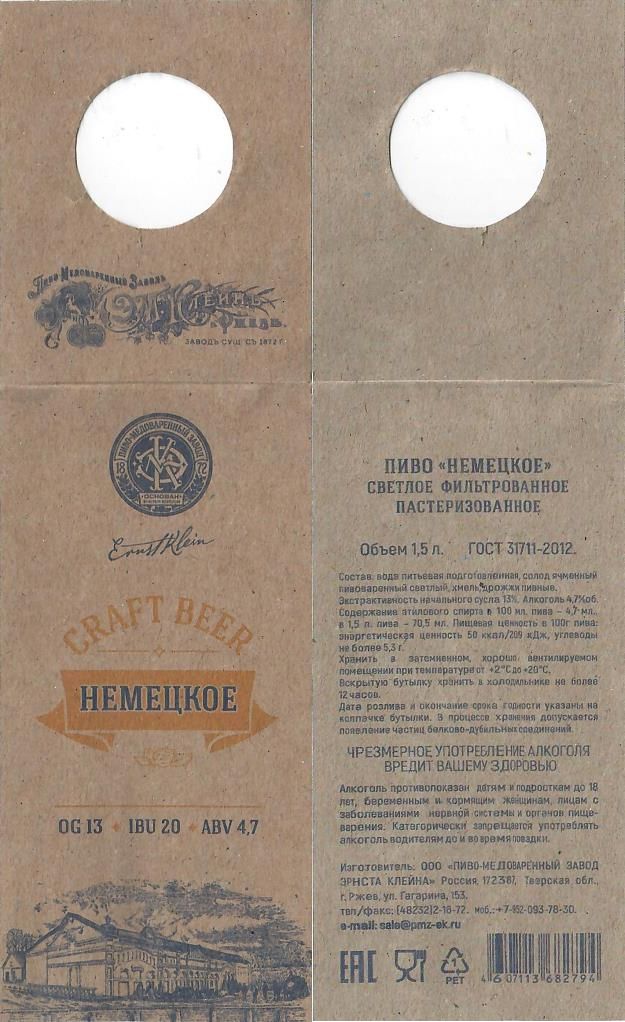 Пиво-Медоваренный Заводъ
Э.М.Клейнъ
Ржевъ.
ЗАВОДЪ СУЩ. СЪ 1872 Г.
ПИВО-МЕДОВАРЕННЫЙ ЗАВОД
18 72
ОСНОВАН
Ernst Klein
CRAFT BEER
НЕМЕЦКОЕ
OG 13 IBU 20 ABV 4,7
ПИВО «НЕМЕЦКОЕ»
СВЕТЛОЕ ФИЛЬТРОВАННОЕ
ПАСТЕРИЗОВАННОЕ
Объем 1,5 л. ГОСТ 31711-2012.
Состав: вода питьевая подготовленная, солод ячменный
пивоваренный светлый, хмель, дрожжи пивные.
Экстрактивность начального сусла 13%. Алкоголь 4,7%об.
Содержание этилового спирта в 100 мл. пива – 4,7 мл.,
в 1,5 л. пива – 70,5 мл. Пищевая ценность в 100г пива:
энергетическая ценность 50 ккал/209 кДж, углеводы
не более 5,3 г.
Хранить в затемненном, хорошо вентилируемом
помещении при температуре от +2°С до +20°С.
Вскрытую бутылку хранить в холодильнике не более
12 часов.
Дата розлива и окончание срока годности указаны на
колпачке бутылки. В процессе хранения допускается
появление частиц белково-дубильных соединений.
ЧРЕЗМЕРНОЕ УПОТРЕБЛЕНИЕ АЛКОГОЛЯ
ВРЕДИТ ВАШЕМУ ЗДОРОВЬЮ
Алкоголь противопоказан детям и подросткам до 18
лет, беременным и кормящим женщинам, лицам с
заболеваниями нервной системы и органов пище-
варения. Категорически запрещается употреблять
алкоголь водителям до и во время поездки.
Изготовитель: ООО «ПИВО-МЕДОВАРЕННЫЙ ЗАВОД
ЭРНСТА КЛЕЙНА» Россия, 172387, Тверская обл.,
г. Ржев, ул. Гагарина, 153.
тел/факс: (48232)2-16-72. моб.:+7-952-093-78-30.
e-mail: sale@pmz-ek.ru
EAC
1
PET
4 607113 682794